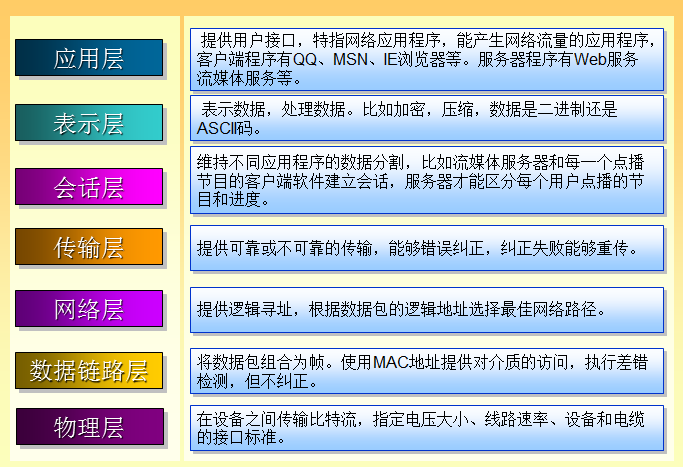 应用层
提供用户接口，特指网络应用程序，能产生网络流量的应用程序，
客户端程序有QQ、MSN、IE浏览器等。服务器程序有Web服务
流媒体服务等。
表示层
表示数据，处理数据。比如加密，压缩，数据是二进制还是
ASCII码。
会话层
维持不同应用程序的数据分割，比如流媒体服务器和每一个点播
节目的客户端软件建立会话，服务器才能区分每个用户点播的节
目和进度。
传输层
提供可靠或不可靠的传输，能够错误纠正，纠正失败能够重传。
网络层
提供逻辑寻址，根据数据包的逻辑地址选择最佳网络路径。
数据链路层
将数据包组合为帧。使用MAC地址提供对介质的访问，执行差错
检测，但不纠正。
物理层
在设备之间传输比特流，指定电压大小、线路速率、设备和电缆
的接口标准。